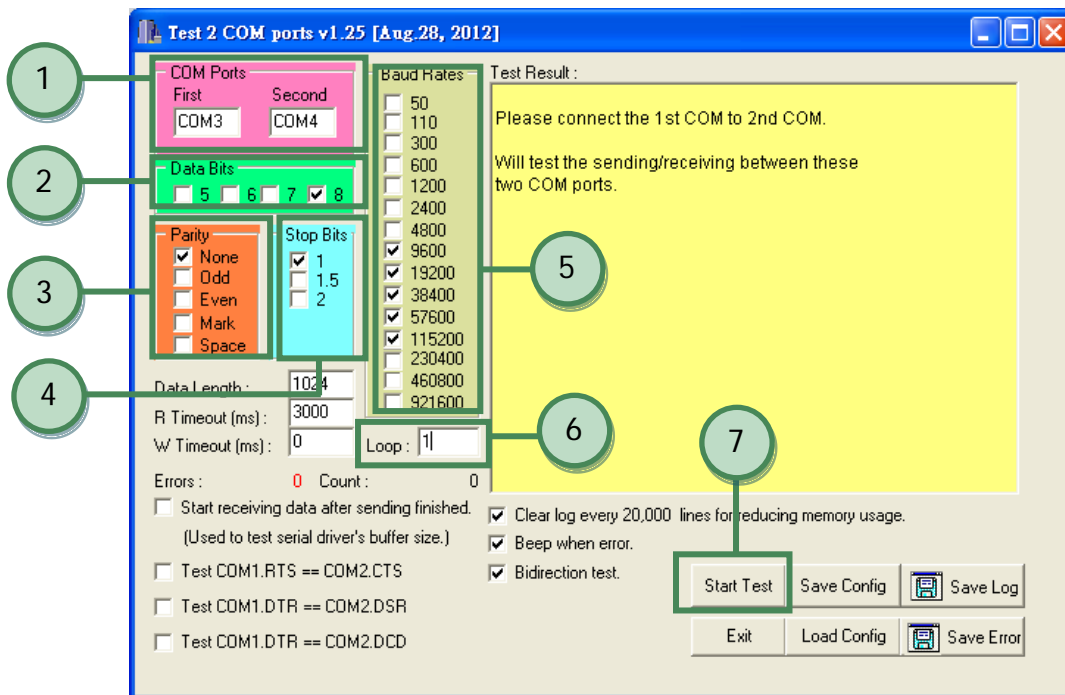 Test 2 COM ports v1.25 [Aug.28, 2012]
1
COM Ports
First Second
COM3 COM4
2
Data Bits
5 6 7 8
3
Parity
None
Odd
Even
Mark
Space
4
Stop Bits
1
1.5
2
Baud Rates
50
110
300
600
1200
2400
4800
9600
19200
38400
57600
115200
230400
460800
921600
5
Data Length : 1024
R Timeout (ms) : 3000
W Timeout (ms) : 0
Loop : 1
6
Errors : 0 Count : 0
Start receiving data after sending finished.
(Used to test serial driver's buffer size.)
Test COM1.RTS == COM2.CTS
Test COM1.DTR == COM2.DSR
Test COM1.DTR == COM2.DCD
Test Result :
Please connect the 1st COM to 2nd COM.
Will test the sending/receiving between these
two COM ports.
7
Clear log every 20,000 lines for reducing memory usage.
Beep when error.
Bidirection test.
Start Test Save Config Save Log
Exit Load Config Save Error